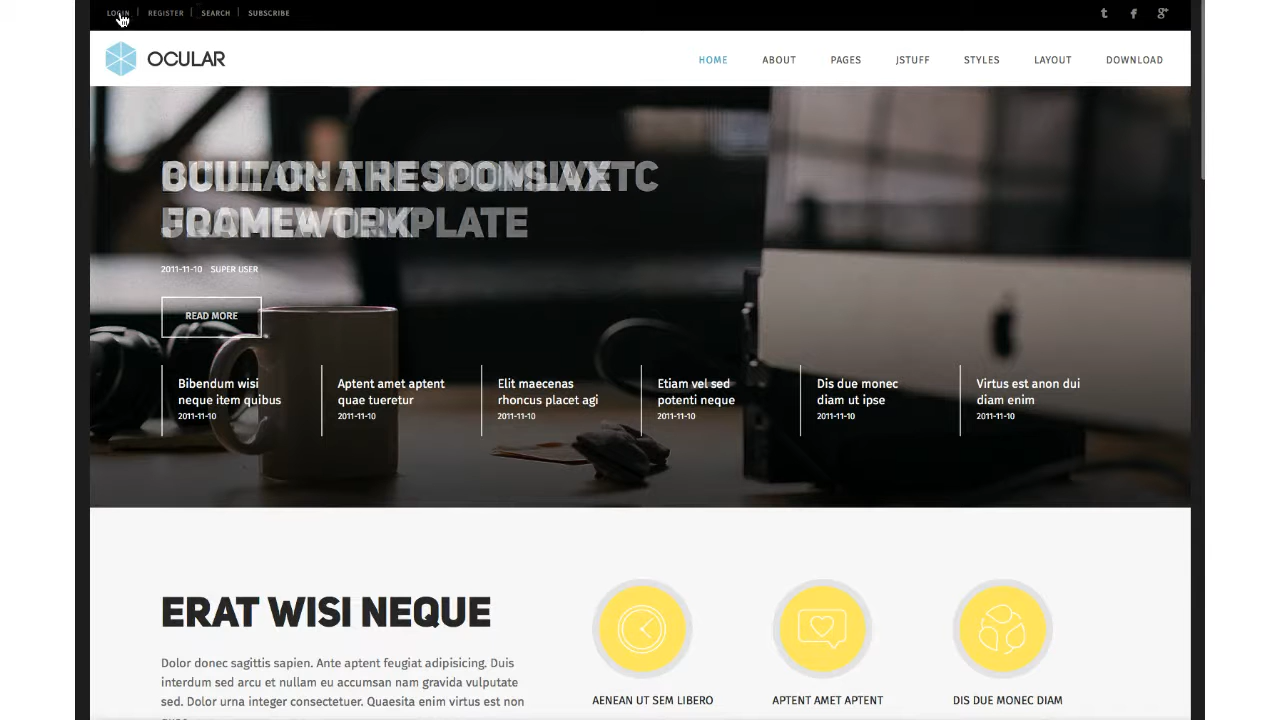 LOGIN REGISTER SEARCH SUBSCRIBE
OCULAR
HOME ABOUT PAGES JSTUFF STYLES LAYOUT DOWNLOAD
BUILT ON A RESPONSIVE
FRAMEWORK
2011-11-10 SUPER USER
READ MORE
Bibendum wisi
neque item quibus
2011-11-10
Aptent amet aptent
quae tueretur
2011-11-10
Elit maecenas
rhoncus placet agi
2011-11-10
Etiam vel sed
potenti neque
2011-11-10
Dis due monec
diam ut ipse
2011-11-10
Virtus est anon dui
diam enim
2011-11-10
ERAT WISI NEQUE
Dolor donec sagittis sapien. Ante aptent feugiat adipisicing. Duis
interdum sed arcu et nullam eu accumsan nam gravida vulputate
sed. Dolor urna integer consectetuer. Quaesita enim virtus est non
AENEAN UT SEM LIBERO
APTENT AMET APTENT
DIS DUE MONEC DIAM